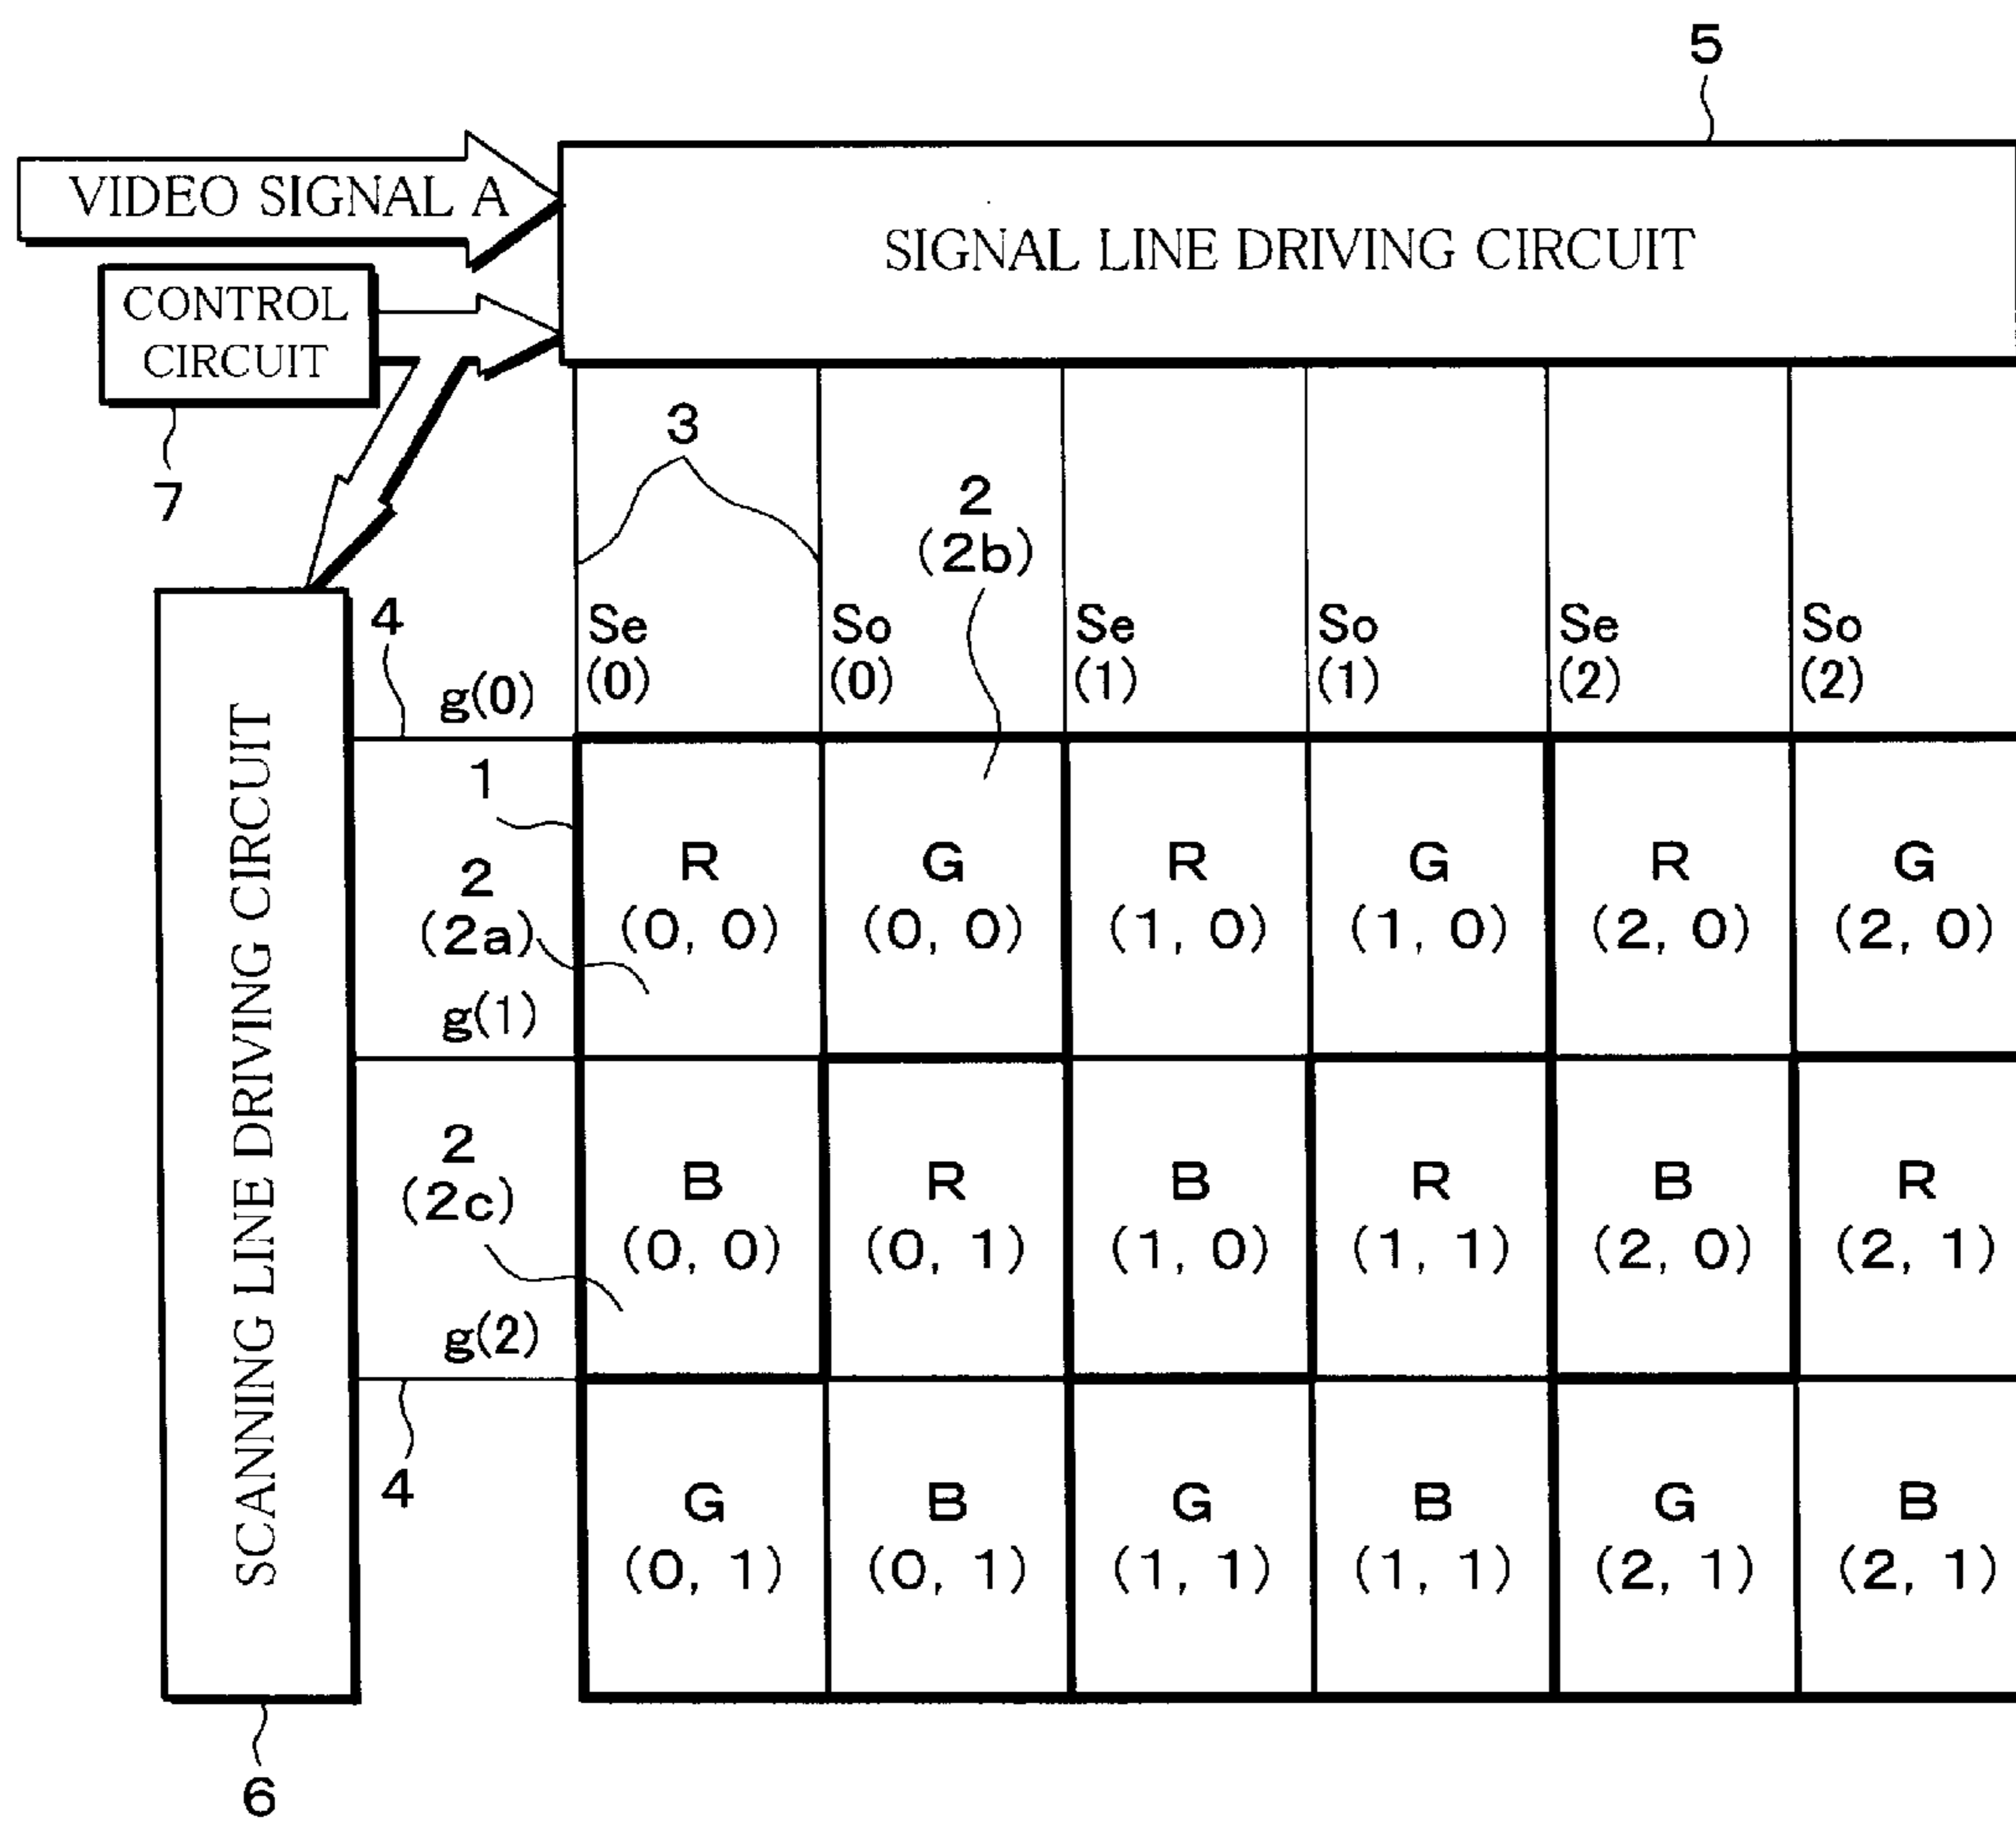 5
VIDEO SIGNAL A
SIGNAL LINE DRIVING CIRCUIT
CONTROL
CIRCUIT
7
3
2
(2b)
4
Se
(0)
So
(0)
Se
(1)
So
(1)
Se
(2)
So
(2)
g(0)
SCANNING LINE DRIVING CIRCUIT
1
2
(2a)
g(1)
R G R G R G
(0, 0) (0, 0) (1, 0) (1, 0) (2, 0) (2, 0)
2
(2c)
g(2)
B R B R B R
(0, 0) (0, 1) (1, 0) (1, 1) (2, 0) (2, 1)
4
G B G B G B
(0, 1) (0, 1) (1, 1) (1, 1) (2, 1) (2, 1)
6